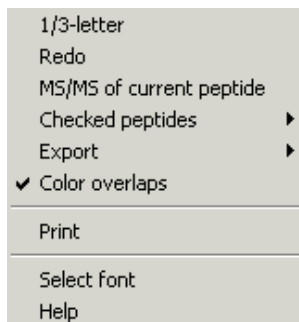 1/3-letter
Redo
MS/MS of current peptide
Checked peptides
Export
Color overlaps
Print
Select font
Help